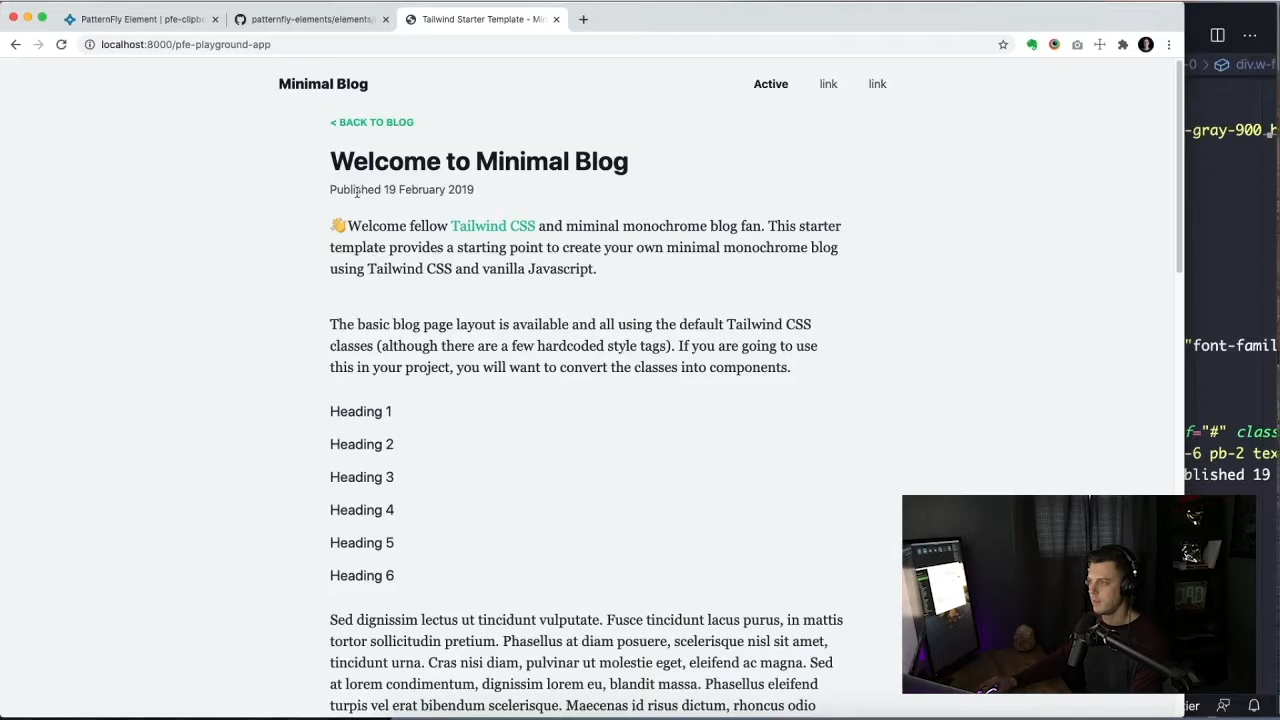 PatternFly Element | pfe-clipb
patternfly-elements/elements/
Tailwind Starter Template - Min
localhost:8000/pfe-playground-app
Minimal Blog
Active
link
link
< BACK TO BLOG
Welcome to Minimal Blog
Published 19 February 2019
👋Welcome fellow Tailwind CSS and miminal monochrome blog fan. This starter
template provides a starting point to create your own minimal monochrome blog
using Tailwind CSS and vanilla Javascript.
The basic blog page layout is available and all using the default Tailwind CSS
classes (although there are a few hardcoded style tags). If you are going to use
this in your project, you will want to convert the classes into components.
Heading 1
Heading 2
Heading 3
Heading 4
Heading 5
Heading 6
Sed dignissim lectus ut tincidunt vulputate. Fusce tincidunt lacus purus, in mattis
tortor sollicitudin pretium. Phasellus at diam posuere, scelerisque nisl sit amet,
tincidunt urna. Cras nisi diam, pulvinar ut molestie eget, eleifend ac magna. Sed
at lorem condimentum, dignissim lorem eu, blandit massa. Phasellus eleifend
turpis vel erat bibendum scelerisque. Maecenas id risus dictum, rhoncus odio
-0 > div.w-f
-gray-900 h
"font-famil
f="#" class
-6 pb-2 tex
blished 19
tier
DAD